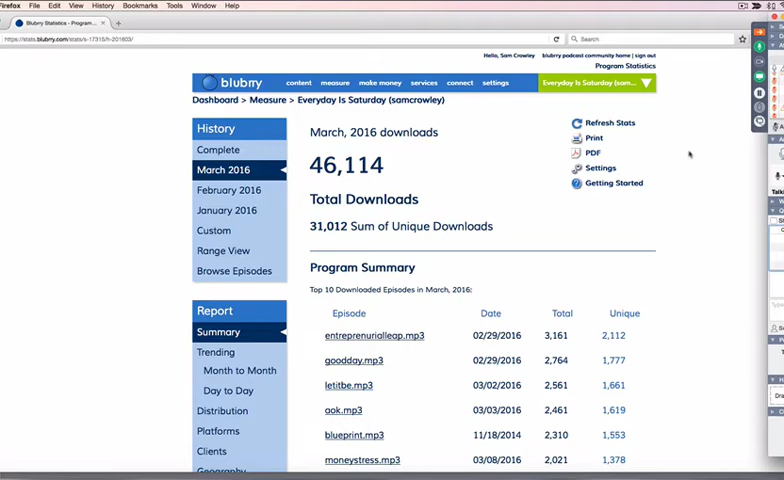 Firefox File Edit View History Bookmarks Tools Window Help
Blubrry Statistics - Program...
https://stats.blubrry.com/stats/s-17315/h-201603/
Search
Hello, Sam Crowley
blubrry podcast community home | sign out
Program Statistics
blubrry content measure make money services connect settings Everyday Is Saturday (sam...
Dashboard > Measure > Everyday Is Saturday (samcrowley)
History
Complete
March 2016
February 2016
January 2016
Custom
Range View
Browse Episodes
Report
Summary
Trending
Month to Month
Day to Day
Distribution
Platforms
Clients
Geography
March, 2016 downloads
46,114
Total Downloads
31,012 Sum of Unique Downloads
Refresh Stats
Print
PDF
Settings
Getting Started
Program Summary
Top 10 Downloaded Episodes in March, 2016:
Episode Date Total Unique
entreprenurialleap.mp3 02/29/2016 3,161 2,112
goodday.mp3 02/29/2016 2,764 1,777
letitbe.mp3 03/02/2016 2,561 1,661
aok.mp3 03/03/2016 2,461 1,619
blueprint.mp3 11/18/2014 2,310 1,553
moneystress.mp3 03/08/2016 2,021 1,378